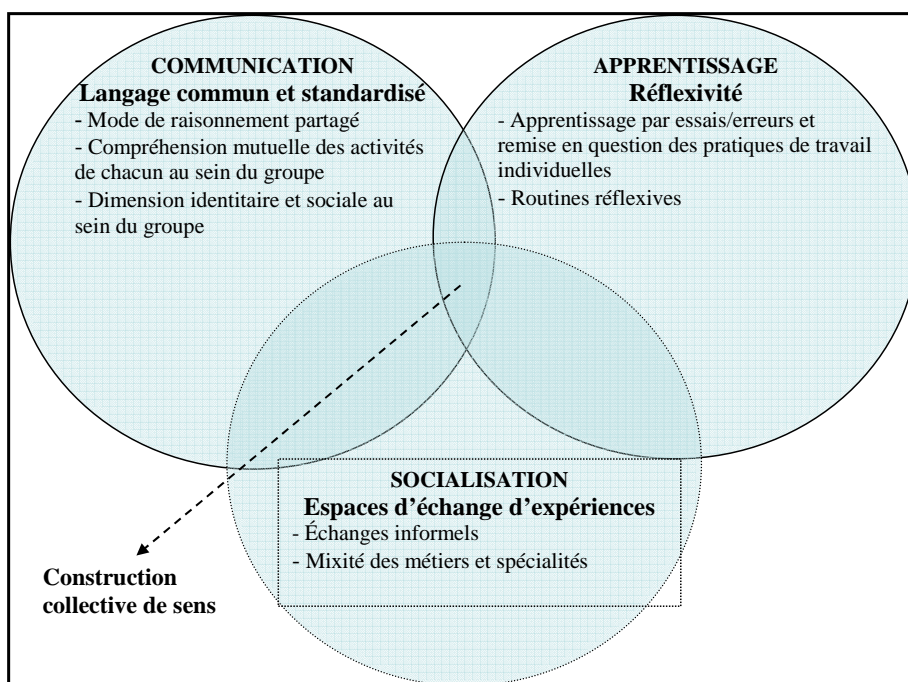 COMMUNICATION
Langage commun et standardisé
- Mode de raisonnement partagé
- Compréhension mutuelle des activités
de chacun au sein du groupe
- Dimension identitaire et sociale au
sein du groupe
APPRENTISSAGE
Réflexivité
- Apprentissage par essais/erreurs et
remise en question des pratiques de travail
individuelles
- Routines réflexives
SOCIALISATION
Espaces d’échange d’expériences
- Échanges informels
- Mixité des métiers et spécialités
Construction
collective de sens